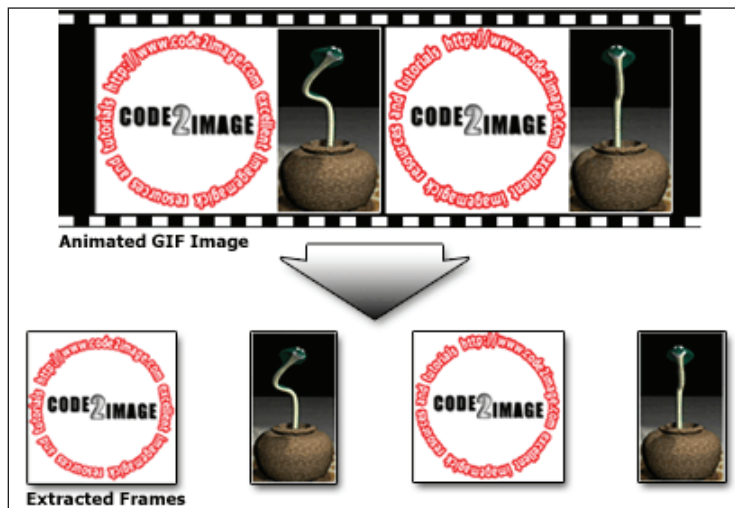 http://www.code2image.com excellent Imagemagick resources and tutorials
CODE2IMAGE
http://www.code2image.com excellent Imagemagick resources and tutorials
CODE2IMAGE
Animated GIF Image
http://www.code2image.com excellent Imagemagick resources and tutorials
CODE2IMAGE
http://www.code2image.com excellent Imagemagick resources and tutorials
CODE2IMAGE
Extracted Frames